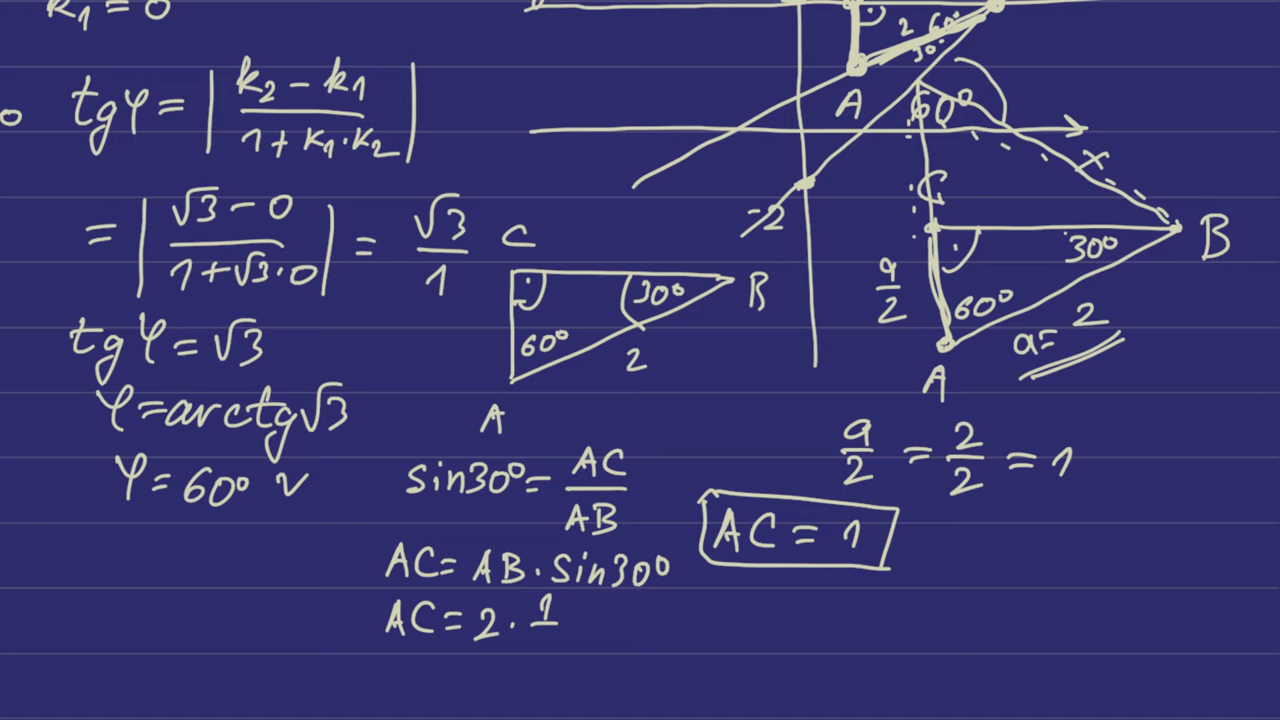 k₁ = 0
tgφ = | (k₂ - k₁) / (1 + k₁·k₂) |
= | (√3 - 0) / (1 + √3·0) | = √3 / 1
tgφ = √3
φ = arctg√3
φ = 60°
C
B
30°
60°
2
A
sin30° = AC / AB
AC = AB · sin30°
AC = 2 · 1
2 60°
30°
A
60°
x
-2
C
B
30°
a/2
60°
a = 2
A
a/2 = 2/2 = 1
AC = 1